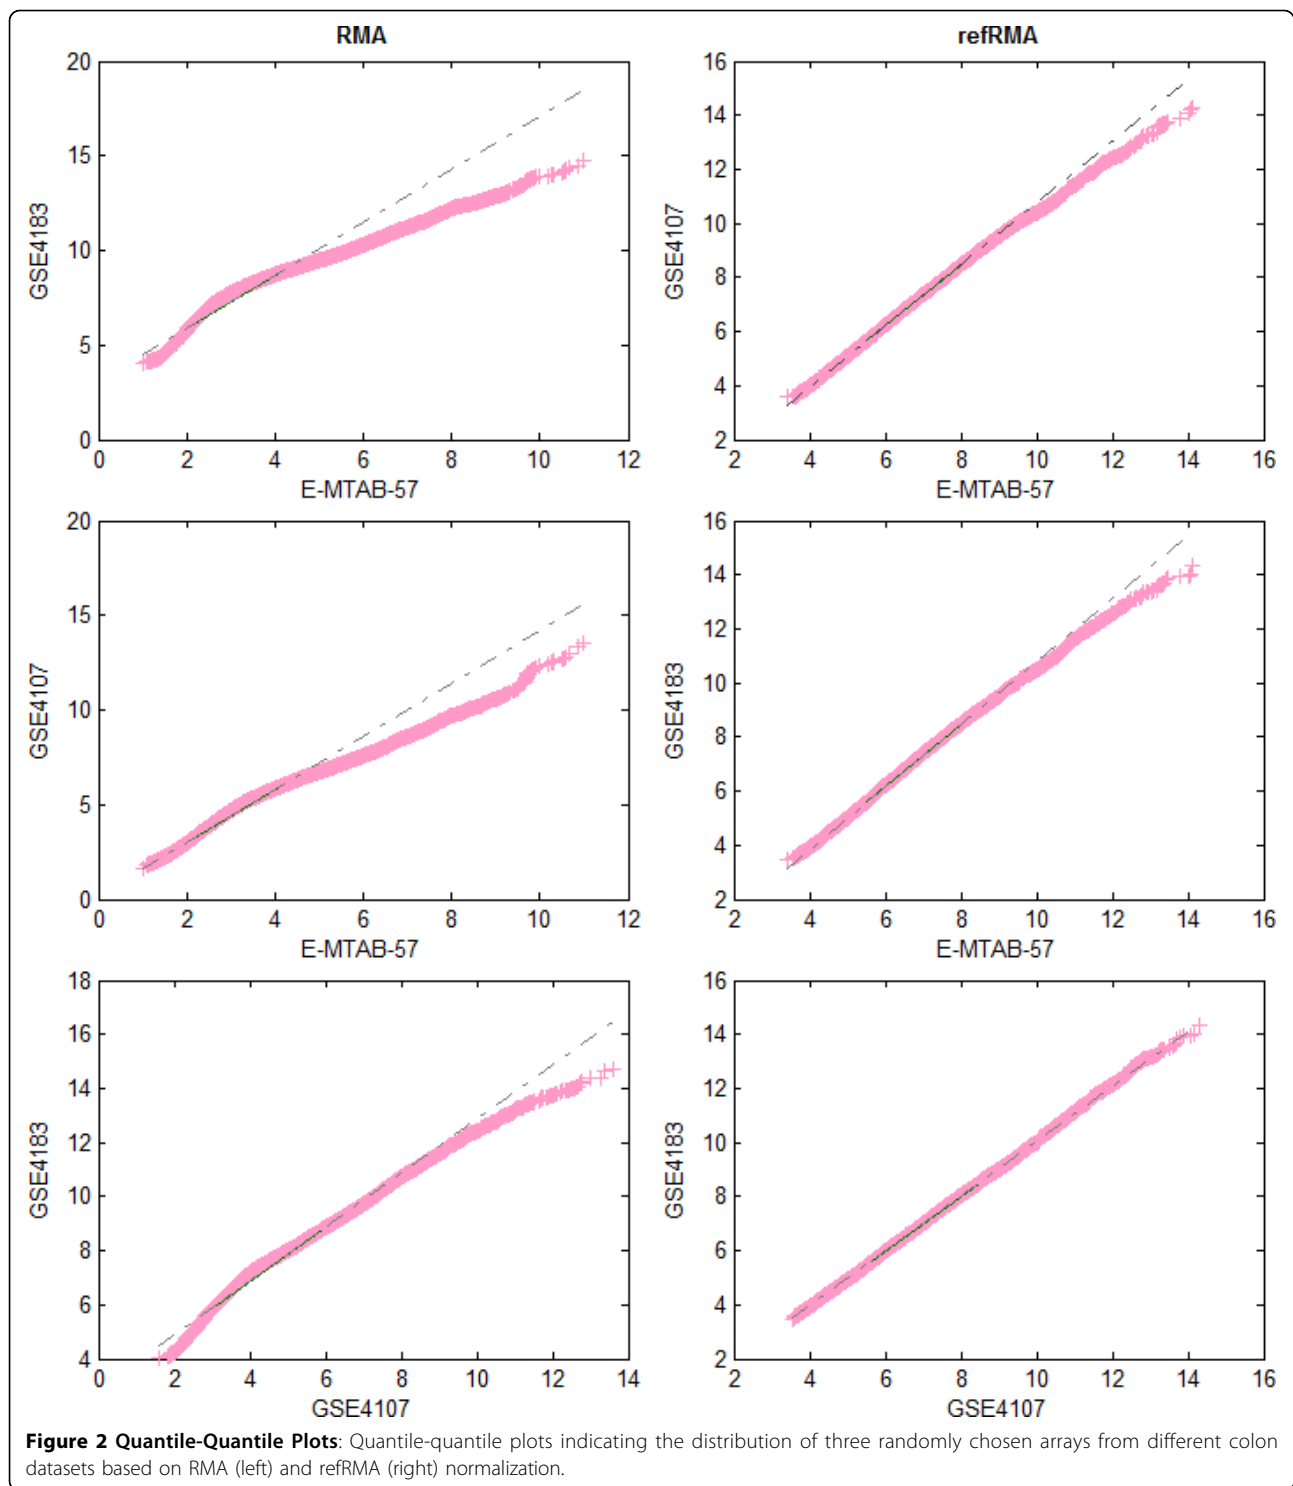 RMA
refRMA
20
15
10
5
0
GSE4183
0 2 4 6 8 10 12
E-MTAB-57
16
14
12
10
8
6
4
2
GSE4107
2 4 6 8 10 12 14 16
E-MTAB-57
20
15
10
5
0
GSE4107
0 2 4 6 8 10 12
E-MTAB-57
16
14
12
10
8
6
4
2
GSE4183
2 4 6 8 10 12 14 16
E-MTAB-57
18
16
14
12
10
8
6
4
GSE4183
0 2 4 6 8 10 12 14
GSE4107
16
14
12
10
8
6
4
2
GSE4183
2 4 6 8 10 12 14 16
GSE4107
Figure 2 Quantile-Quantile Plots: Quantile-quantile plots indicating the distribution of three randomly chosen arrays from different colon
datasets based on RMA (left) and refRMA (right) normalization.